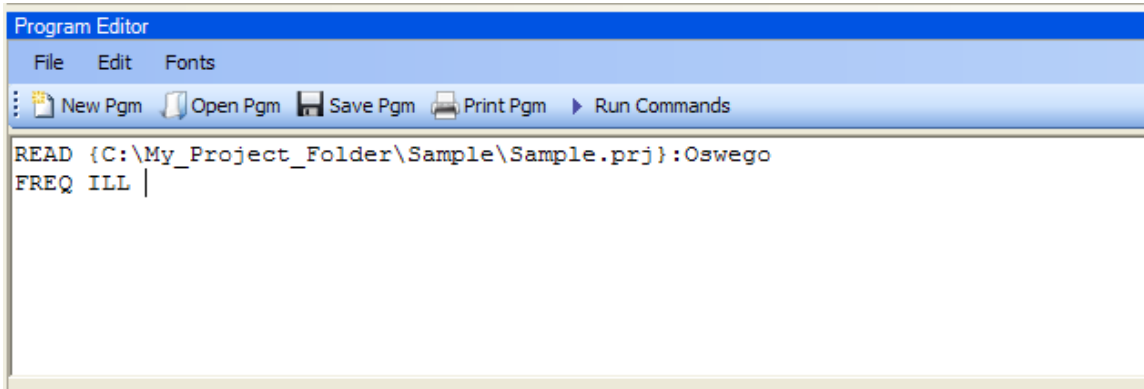 Program Editor
File Edit Fonts
New Pgm Open Pgm Save Pgm Print Pgm Run Commands
READ {C:\My_Project_Folder\Sample\Sample.prj}:Oswego
FREQ ILL